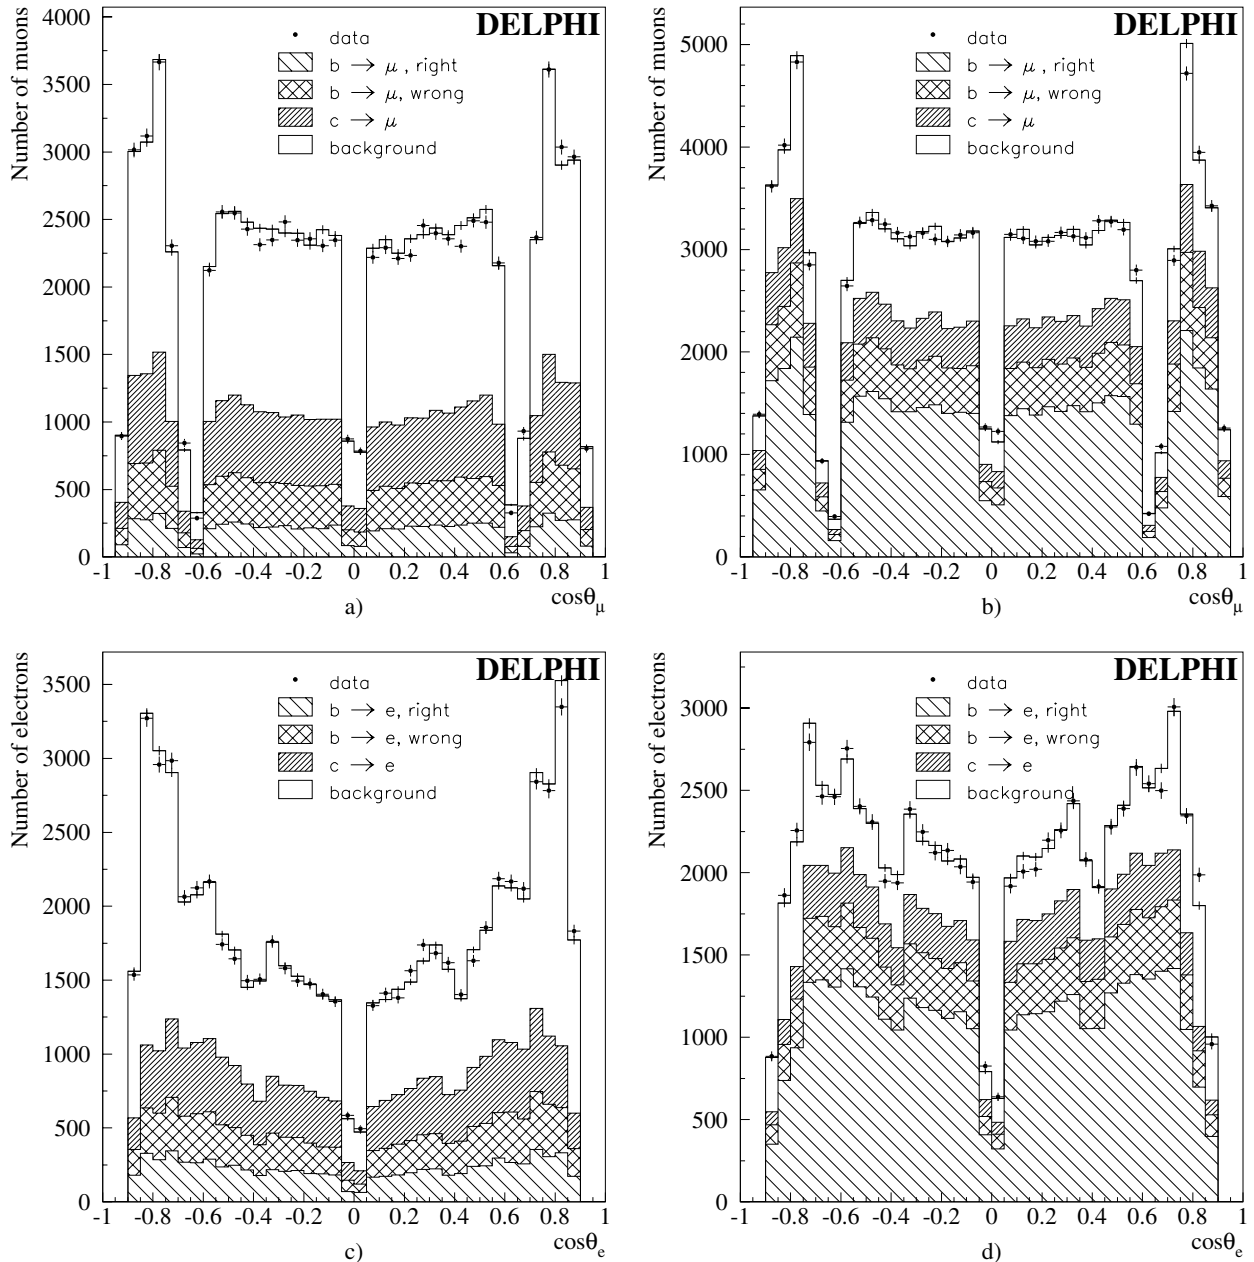 DELPHI
Number of muons
data
b → μ , right
b → μ, wrong
c → μ
background
4000
3500
3000
2500
2000
1500
1000
500
0
-1 -0.8 -0.6 -0.4 -0.2 0 0.2 0.4 0.6 0.8 1
cosθμ
a)
DELPHI
Number of muons
data
b → μ , right
b → μ, wrong
c → μ
background
5000
4000
3000
2000
1000
0
-1 -0.8 -0.6 -0.4 -0.2 0 0.2 0.4 0.6 0.8 1
cosθμ
b)
DELPHI
Number of electrons
data
b → e, right
b → e, wrong
c → e
background
3500
3000
2500
2000
1500
1000
500
0
-1 -0.8 -0.6 -0.4 -0.2 0 0.2 0.4 0.6 0.8 1
cosθe
c)
DELPHI
Number of electrons
data
b → e, right
b → e, wrong
c → e
background
3000
2500
2000
1500
1000
500
0
-1 -0.8 -0.6 -0.4 -0.2 0 0.2 0.4 0.6 0.8 1
cosθe
d)